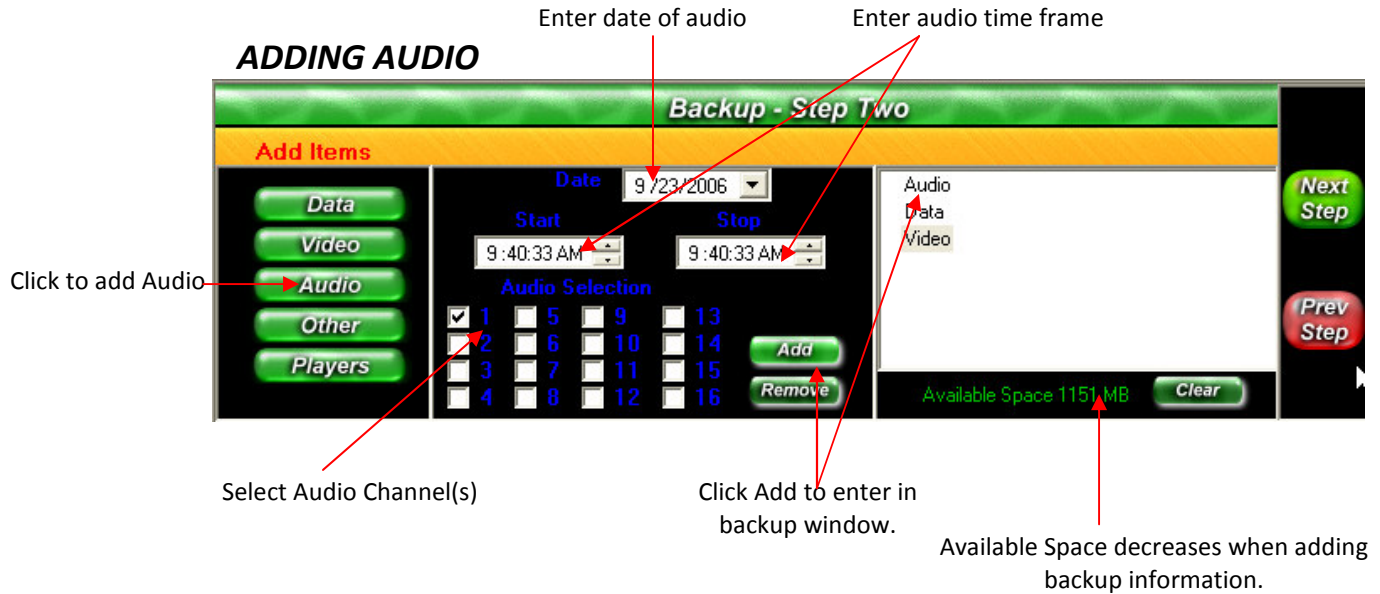 Enter date of audio
Enter audio time frame
ADDING AUDIO
Backup - Step Two
Add Items
Data
Video
Audio
Other
Players
Click to add Audio
Date
9 /23/2006
Start
Stop
9 :40:33 AM
9 :40:33 AM
Audio Selection
1 5 9 13
2 6 10 14
3 7 11 15
4 8 12 16
Add
Remove
Audio
Data
Video
Available Space 1151 MB
Clear
Next
Step
Prev
Step
Select Audio Channel(s)
Click Add to enter in
backup window.
Available Space decreases when adding
backup information.